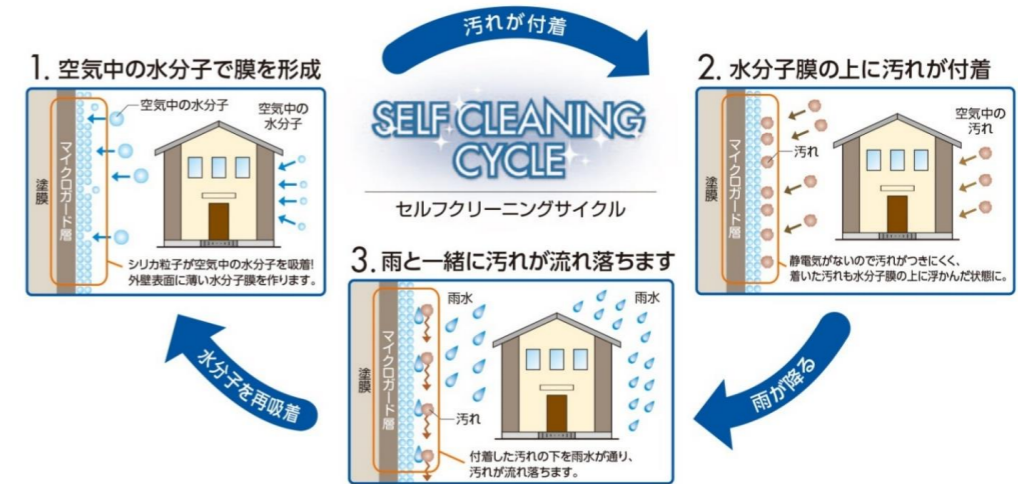 汚れが付着
1. 空気中の水分子で膜を形成
空気中の水分子
空気中の
水分子
マイクロガード層
塗膜
シリカ粒子が空気中の水分子を吸着!
外壁表面に薄い水分子膜を作ります。
SELF CLEANING
CYCLE
セルフクリーニングサイクル
2. 水分子膜の上に汚れが付着
空気中の
汚れ
汚れ
マイクロガード層
塗膜
静電気がないので汚れがつきにくく、
着いた汚れも水分子膜の上に浮かんだ状態に。
雨が降る
3. 雨と一緒に汚れが流れ落ちます
雨水
雨水
マイクロガード層
塗膜
汚れ
付着した汚れの下を雨水が通り、
汚れが流れ落ちます。
水分子を再吸着